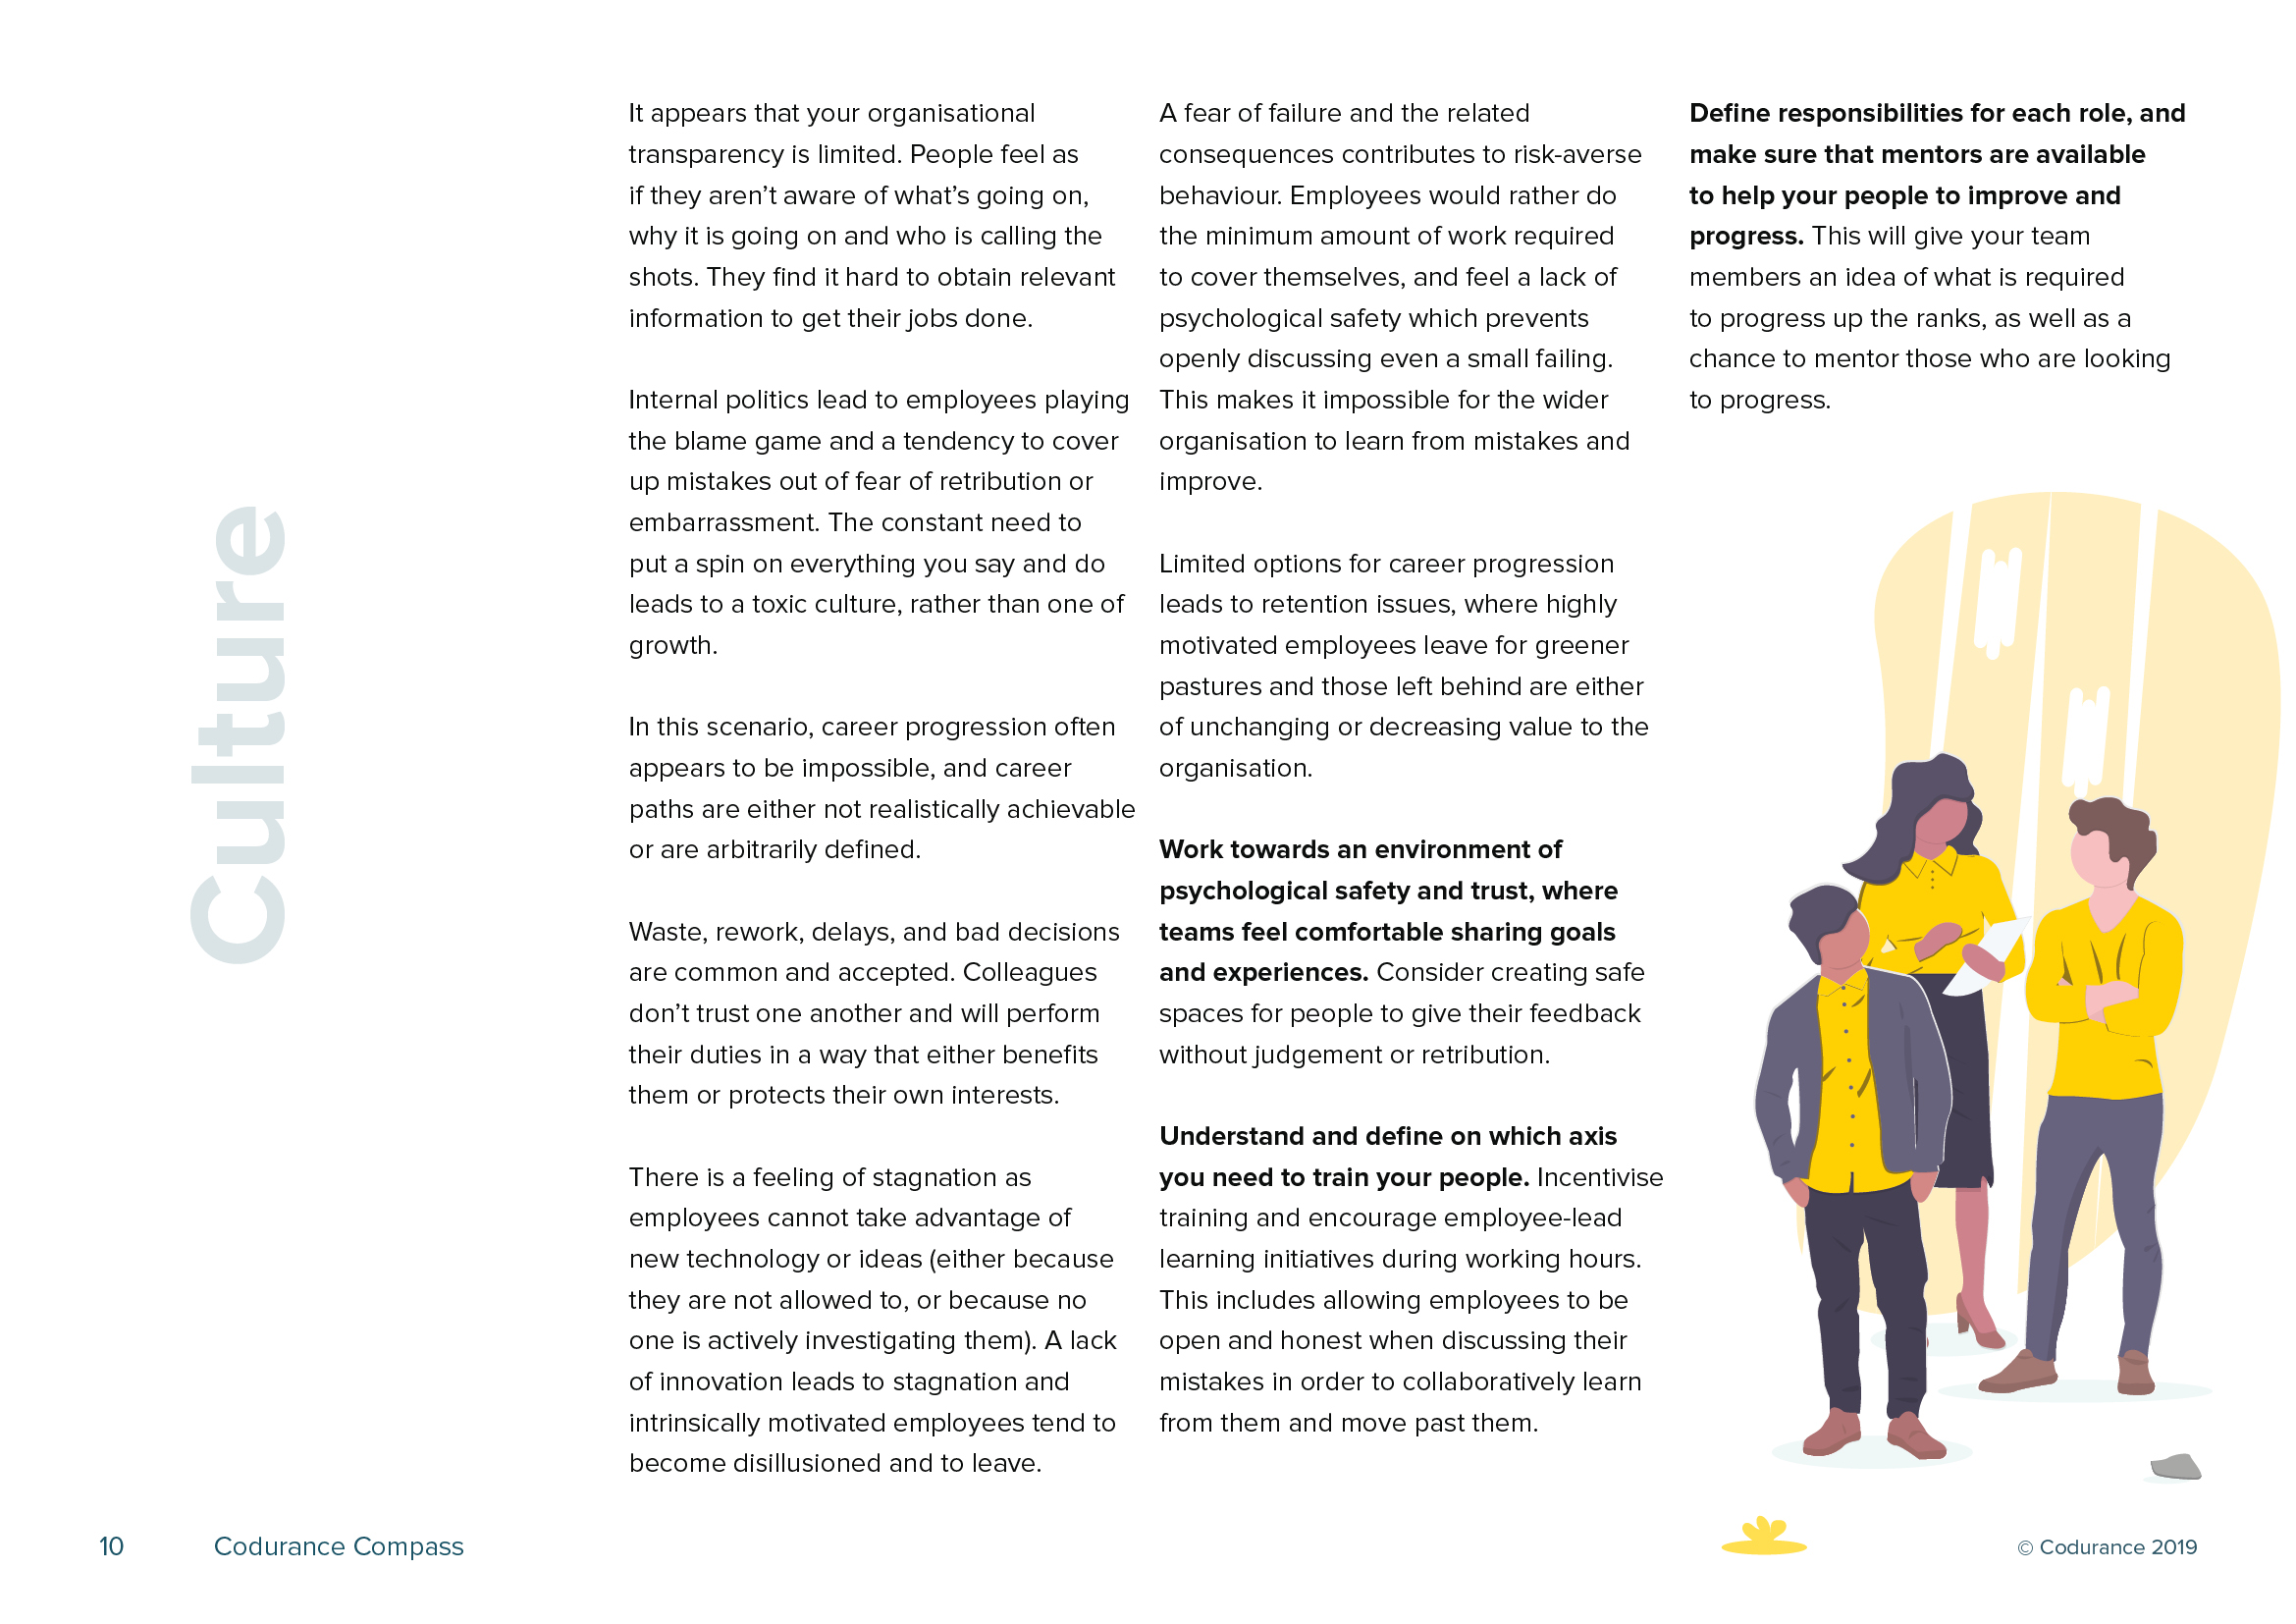 Culture
It appears that your organisational
transparency is limited. People feel as
if they aren’t aware of what’s going on,
why it is going on and who is calling the
shots. They find it hard to obtain relevant
information to get their jobs done.
Internal politics lead to employees playing
the blame game and a tendency to cover
up mistakes out of fear of retribution or
embarrassment. The constant need to
put a spin on everything you say and do
leads to a toxic culture, rather than one of
growth.
In this scenario, career progression often
appears to be impossible, and career
paths are either not realistically achievable
or are arbitrarily defined.
Waste, rework, delays, and bad decisions
are common and accepted. Colleagues
don’t trust one another and will perform
their duties in a way that either benefits
them or protects their own interests.
There is a feeling of stagnation as
employees cannot take advantage of
new technology or ideas (either because
they are not allowed to, or because no
one is actively investigating them). A lack
of innovation leads to stagnation and
intrinsically motivated employees tend to
become disillusioned and to leave.
A fear of failure and the related
consequences contributes to risk-averse
behaviour. Employees would rather do
the minimum amount of work required
to cover themselves, and feel a lack of
psychological safety which prevents
openly discussing even a small failing.
This makes it impossible for the wider
organisation to learn from mistakes and
improve.
Limited options for career progression
leads to retention issues, where highly
motivated employees leave for greener
pastures and those left behind are either
of unchanging or decreasing value to the
organisation.
Work towards an environment of
psychological safety and trust, where
teams feel comfortable sharing goals
and experiences. Consider creating safe
spaces for people to give their feedback
without judgement or retribution.
Understand and define on which axis
you need to train your people. Incentivise
training and encourage employee-lead
learning initiatives during working hours.
This includes allowing employees to be
open and honest when discussing their
mistakes in order to collaboratively learn
from them and move past them.
Define responsibilities for each role, and
make sure that mentors are available
to help your people to improve and
progress. This will give your team
members an idea of what is required
to progress up the ranks, as well as a
chance to mentor those who are looking
to progress.
10
Codurance Compass
© Codurance 2019